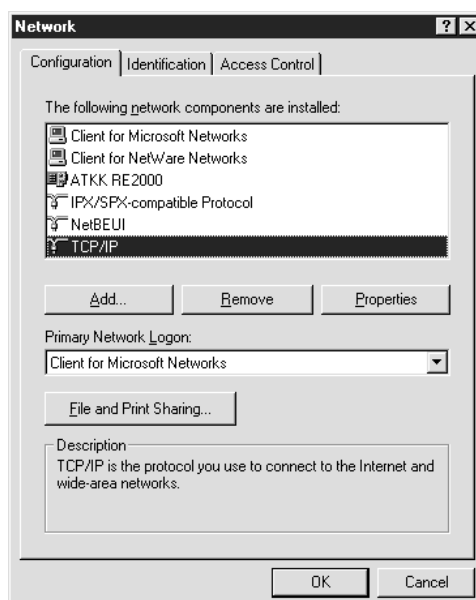 Network
Configuration
Identification
Access Control
The following network components are installed:
Client for Microsoft Networks
Client for NetWare Networks
ATKK RE2000
IPX/SPX-compatible Protocol
NetBEUI
TCP/IP
Add...
Remove
Properties
Primary Network Logon:
Client for Microsoft Networks
File and Print Sharing...
Description
TCP/IP is the protocol you use to connect to the Internet and
wide-area networks.
OK
Cancel